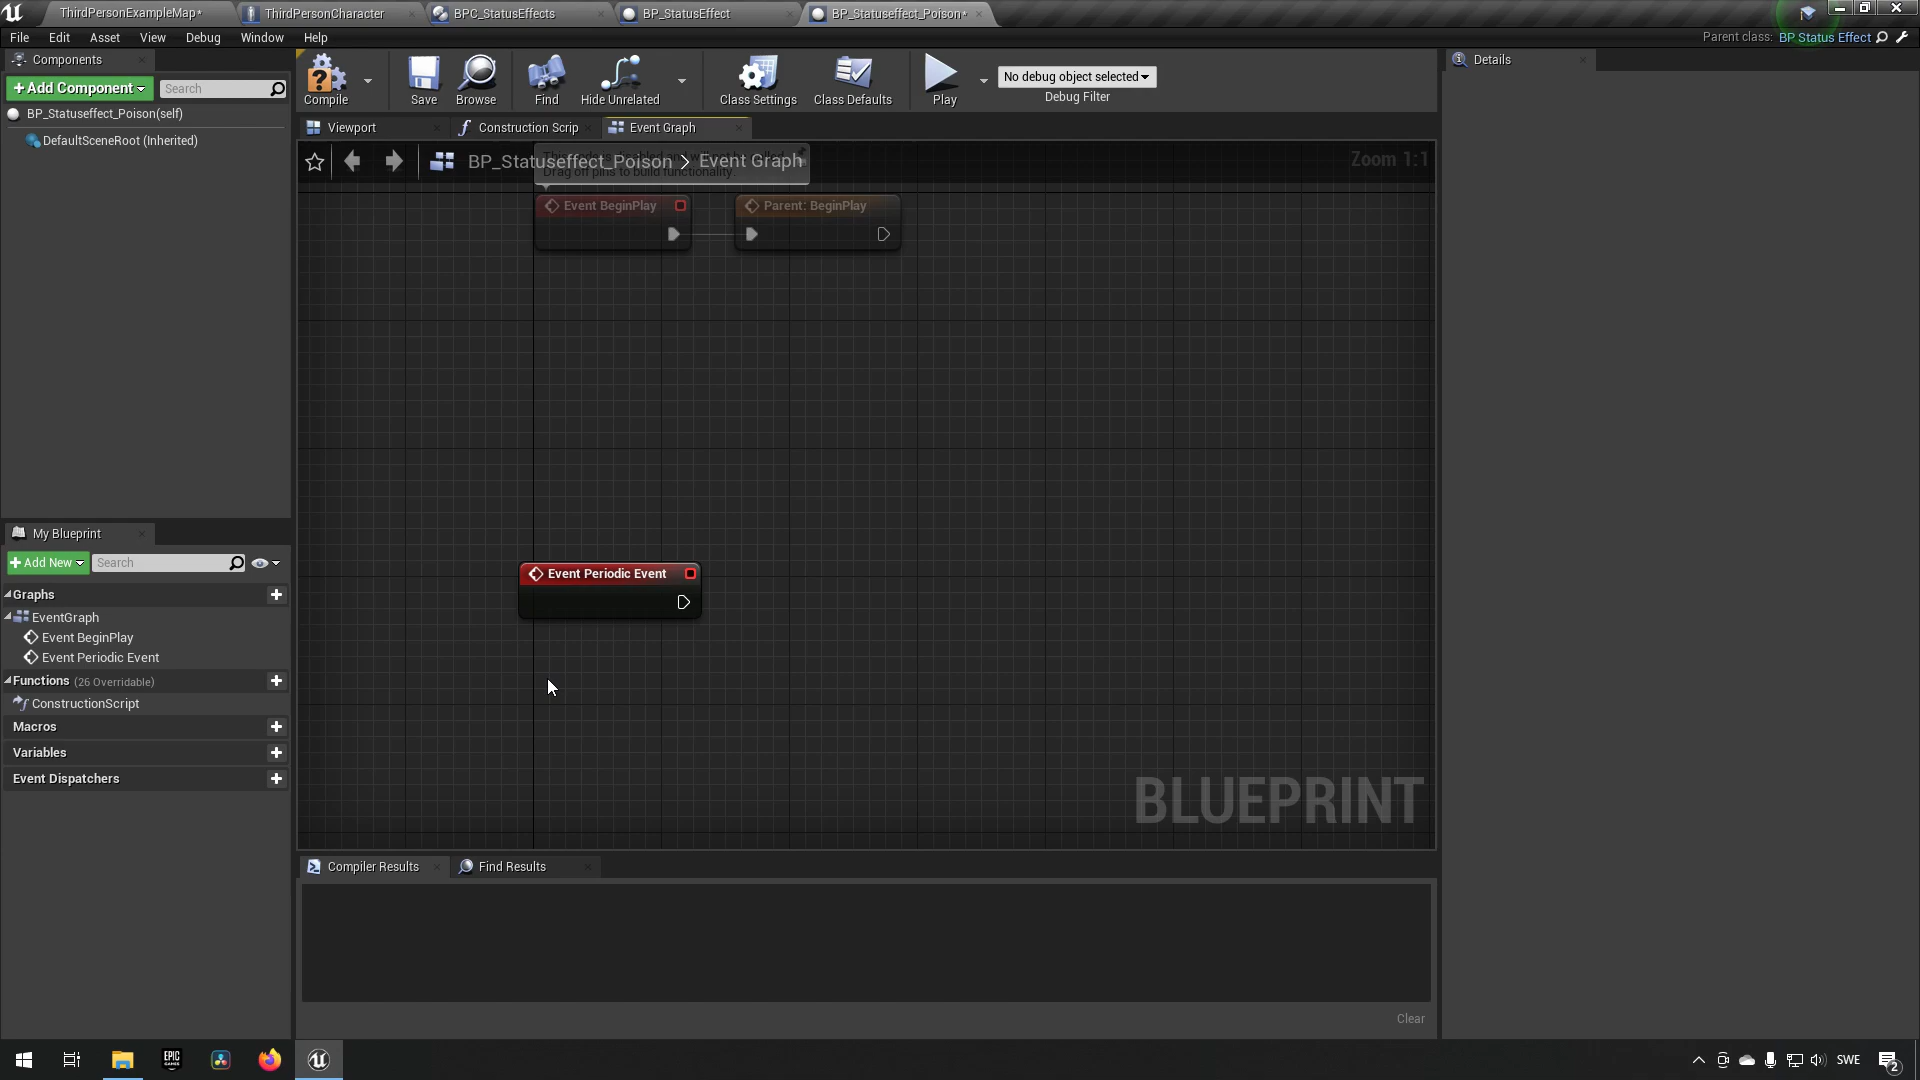 ThirdPersonExampleMap*
ThirdPersonCharacter
BPC_StatusEffects
BP_StatusEffect
BP_Statuseffect_Poison*
File Edit Asset View Debug Window Help
Parent class: BP Status Effect
Components
+Add Component
Search
BP_Statuseffect_Poison(self)
DefaultSceneRoot (Inherited)
Compile
Save
Browse
Find
Hide Unrelated
Class Settings
Class Defaults
Play
No debug object selected
Debug Filter
Details
Viewport
Construction Scrip
Event Graph
BP_Statuseffect_Poison > Event Graph
Zoom 1:1
Drag off pins to build functionality.
Event BeginPlay
Parent: BeginPlay
Event Periodic Event
BLUEPRINT
My Blueprint
+Add New
Search
Graphs
EventGraph
Event BeginPlay
Event Periodic Event
Functions (26 Overridable)
ConstructionScript
Macros
Variables
Event Dispatchers
Compiler Results
Find Results
Clear
EPIC
GAMES
SWE
2